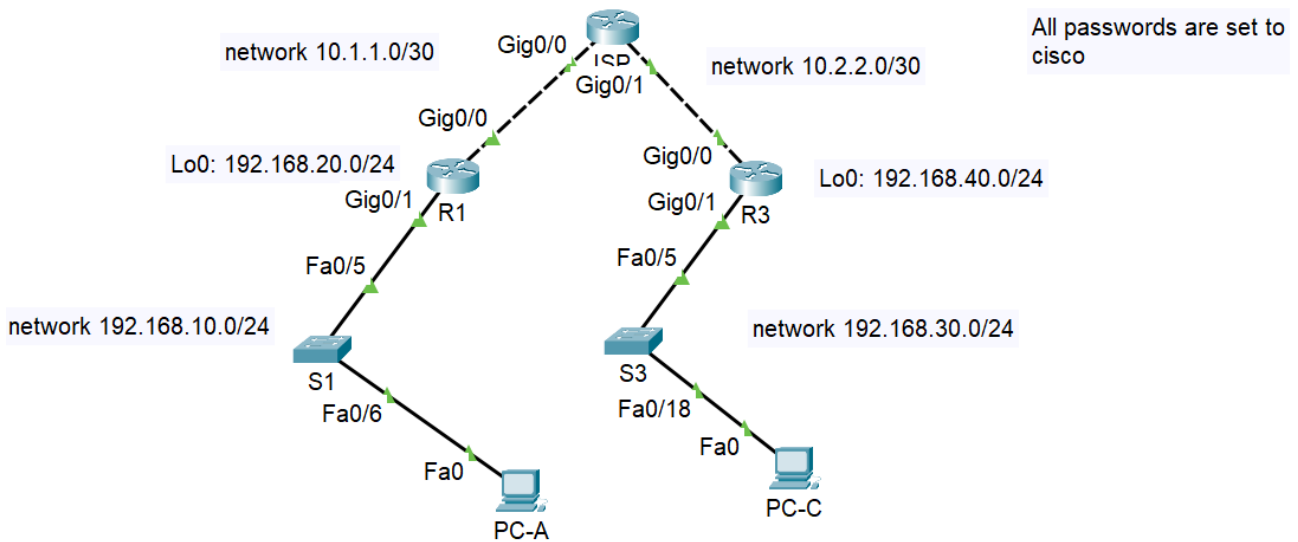 All passwords are set to
cisco
network 10.1.1.0/30
Gig0/0
ISP
Gig0/1
network 10.2.2.0/30
Gig0/0
Gig0/0
Lo0: 192.168.20.0/24
Lo0: 192.168.40.0/24
Gig0/1
R1
Gig0/1
R3
Fa0/5
Fa0/5
network 192.168.10.0/24
network 192.168.30.0/24
S1
S3
Fa0/6
Fa0/18
Fa0
Fa0
PC-A
PC-C